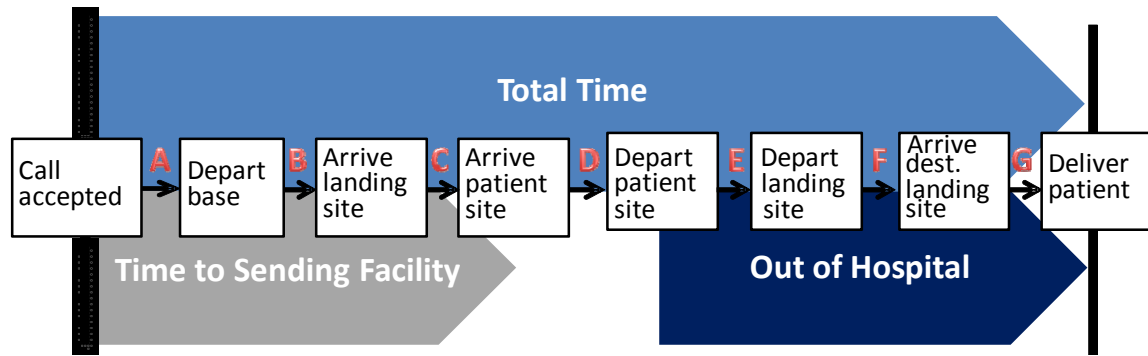 Total Time
Call
accepted
A
Depart
base
B
Arrive
landing
site
C
Arrive
patient
site
D
Depart
patient
site
E
Depart
landing
site
F
Arrive
dest.
landing
site
G
Deliver
patient
Time to Sending Facility
Out of Hospital